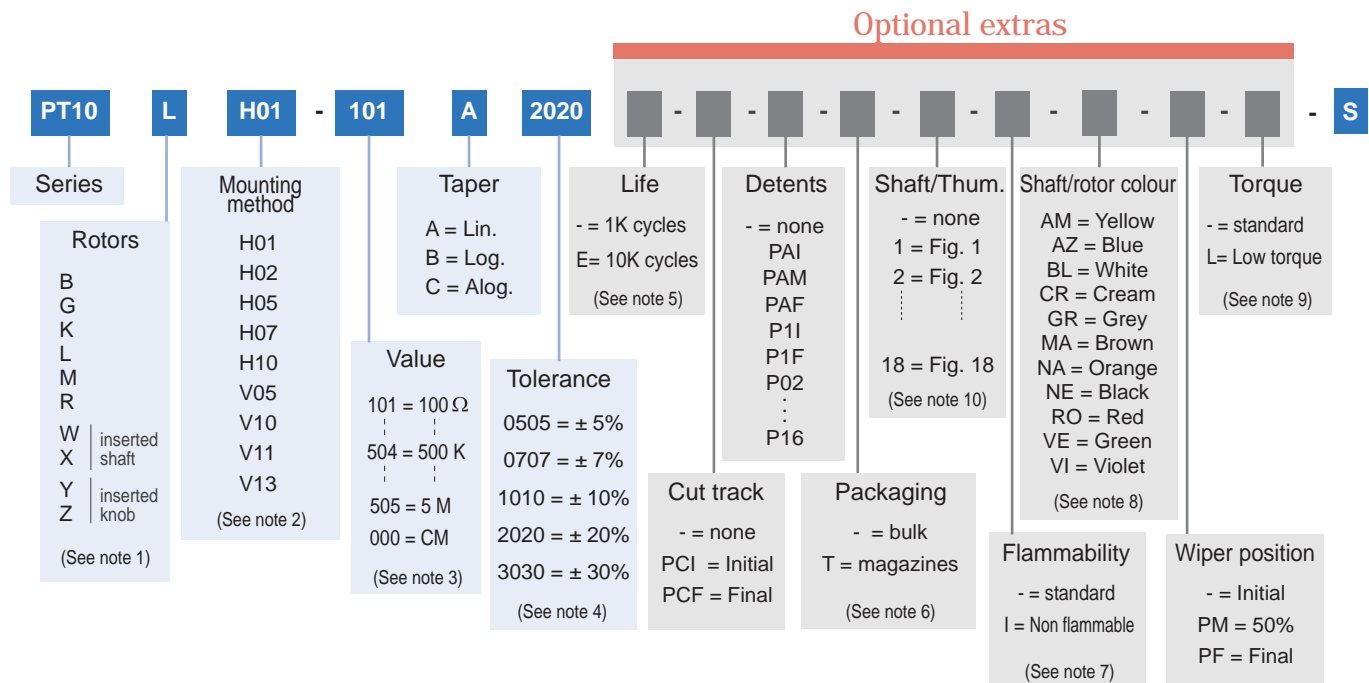 Optional extras
PT10 L H01 - 101 A 2020 - - - - - - - - - S
Series
Rotors
B
G
K
L
M
R
W
X
inserted
shaft
Y
Z
inserted
knob
(See note 1)
Mounting
method
H01
H02
H05
H07
H10
V05
V10
V11
V13
(See note 2)
Value
101 = 100 Ω
504 = 500 K
505 = 5 M
000 = CM
(See note 3)
Taper
A = Lin.
B = Log.
C = Alog.
Tolerance
0505 = ± 5%
0707 = ± 7%
1010 = ± 10%
2020 = ± 20%
3030 = ± 30%
(See note 4)
Life
- = 1K cycles
E= 10K cycles
(See note 5)
Cut track
- = none
PCI = Initial
PCF = Final
Detents
- = none
PAI
PAM
PAF
P1I
P1F
P02
:
:
P16
Packaging
- = bulk
T = magazines
(See note 6)
Shaft/Thum.
- = none
1 = Fig. 1
2 = Fig. 2
18 = Fig. 18
(See note 10)
Flammability
- = standard
I = Non flammable
(See note 7)
Shaft/rotor colour
AM = Yellow
AZ = Blue
BL = White
CR = Cream
GR = Grey
MA = Brown
NA = Orange
NE = Black
RO = Red
VE = Green
VI = Violet
(See note 8)
Wiper position
- = Initial
PM = 50%
PF = Final
Torque
- = standard
L= Low torque
(See note 9)